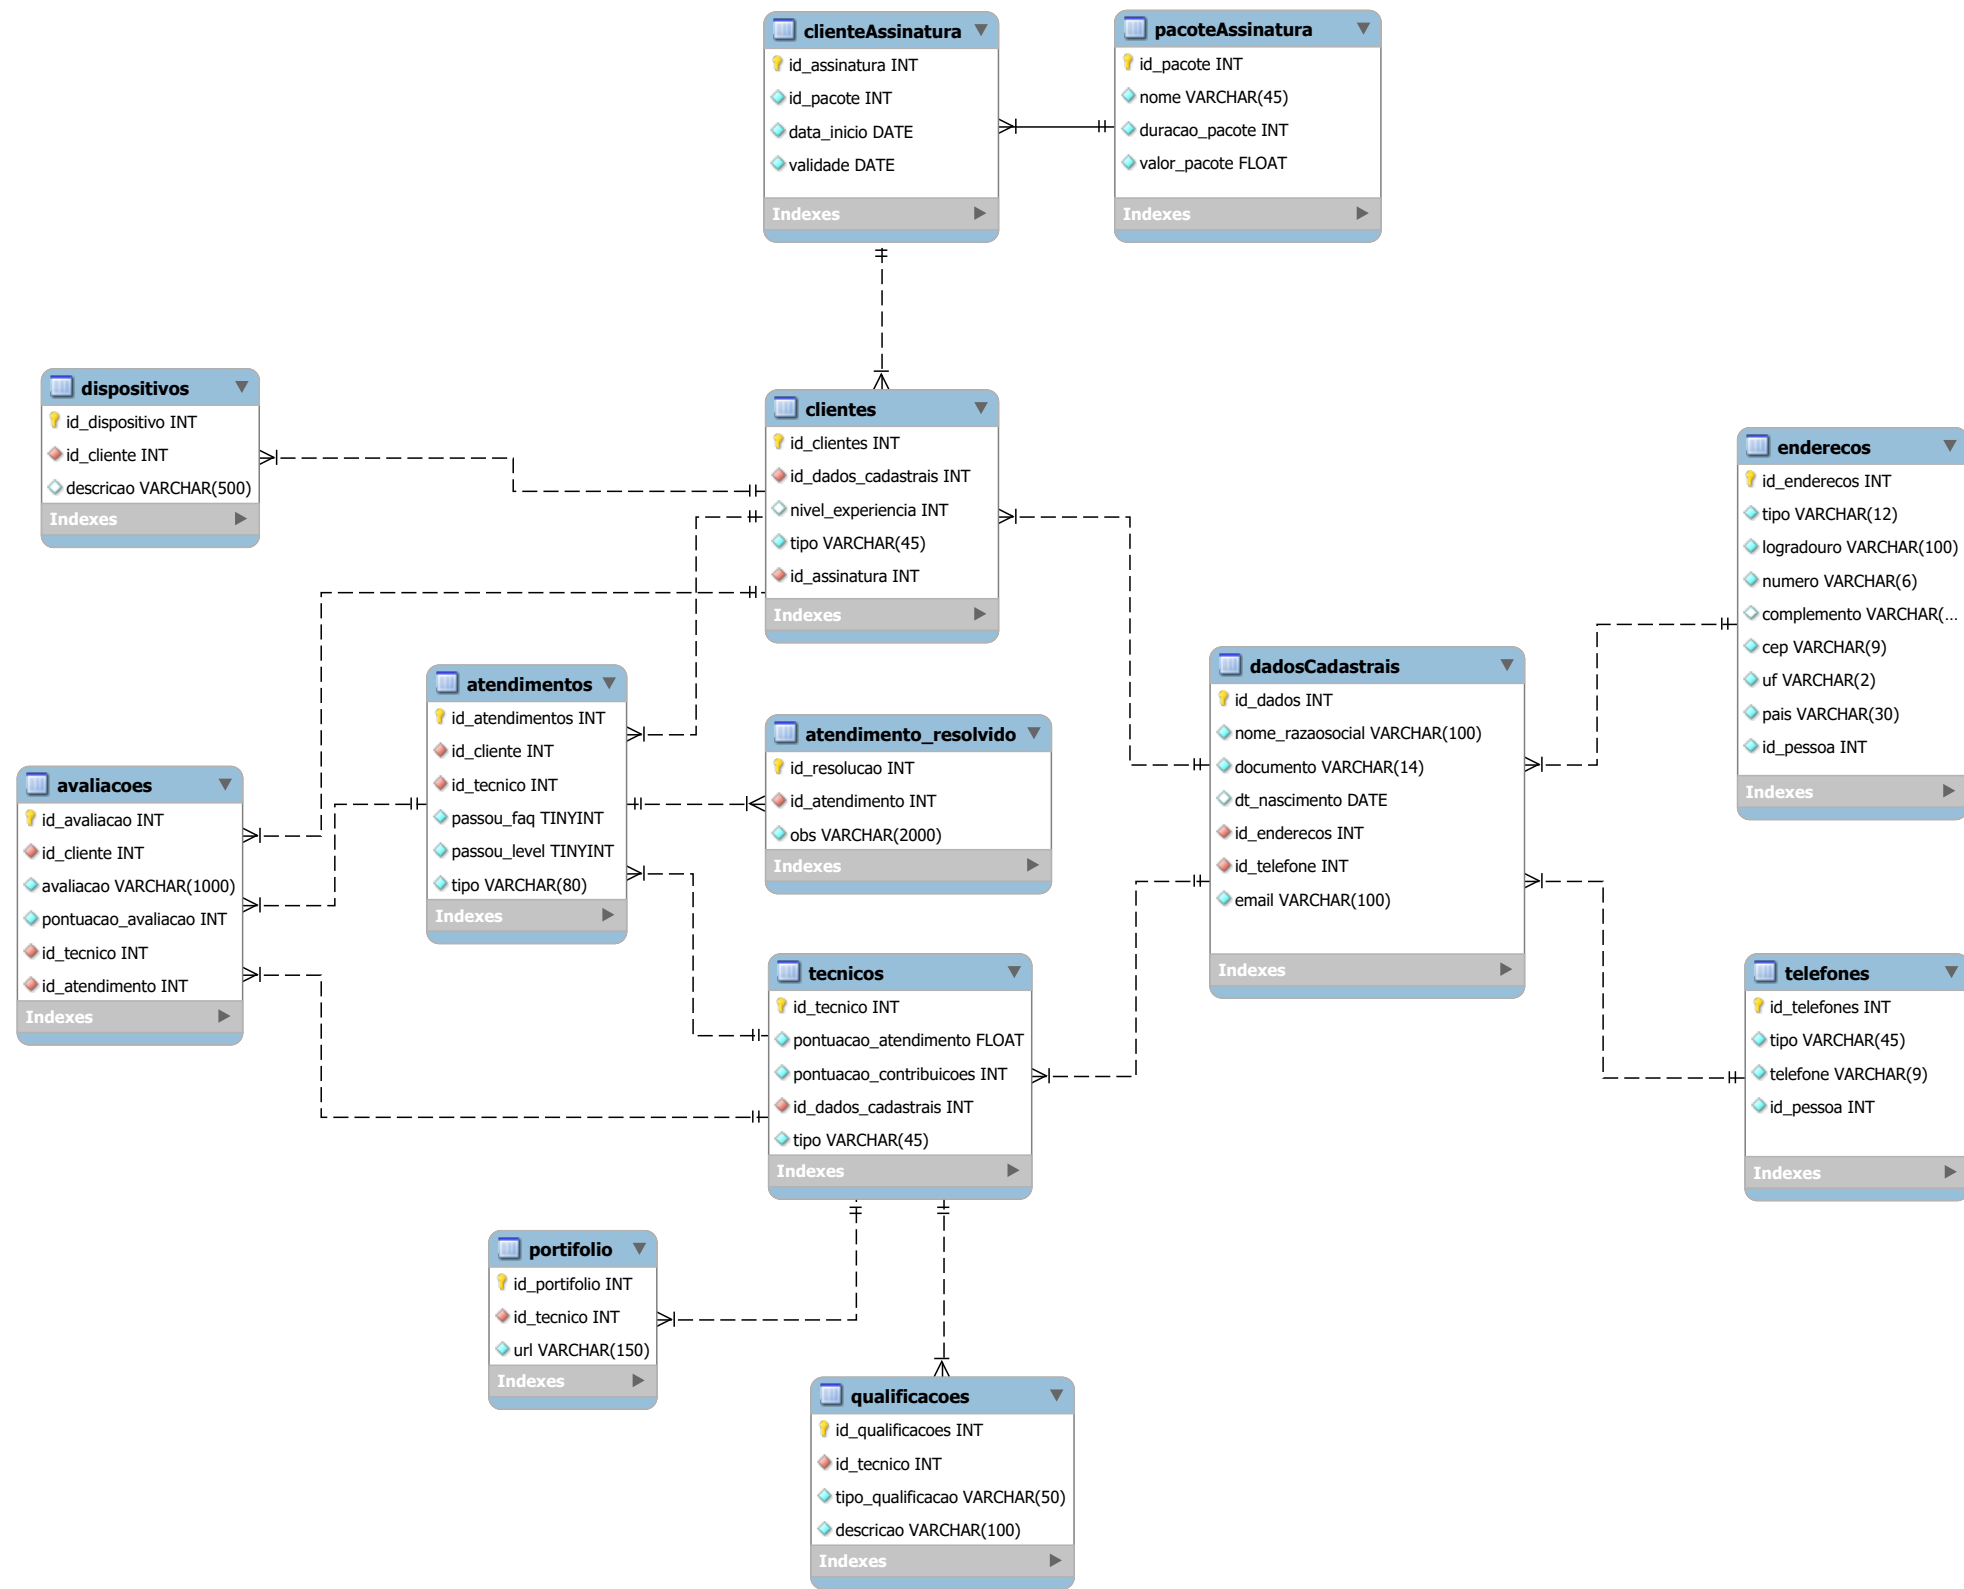 clienteAssinatura
id_assinatura INT
id_pacote INT
data_inicio DATE
validade DATE
Indexes
pacoteAssinatura
id_pacote INT
nome VARCHAR(45)
duracao_pacote INT
valor_pacote FLOAT
Indexes
dispositivos
id_dispositivo INT
id_cliente INT
descricao VARCHAR(500)
Indexes
clientes
id_clientes INT
id_dados_cadastrais INT
nivel_experiencia INT
tipo VARCHAR(45)
id_assinatura INT
Indexes
enderecos
id_enderecos INT
tipo VARCHAR(12)
logradouro VARCHAR(100)
numero VARCHAR(6)
complemento VARCHAR(...
cep VARCHAR(9)
uf VARCHAR(2)
pais VARCHAR(30)
id_pessoa INT
Indexes
atendimentos
id_atendimentos INT
id_cliente INT
id_tecnico INT
passou_faq TINYINT
passou_level TINYINT
tipo VARCHAR(80)
Indexes
atendimento_resolvido
id_resolucao INT
id_atendimento INT
obs VARCHAR(2000)
Indexes
dadosCadastrais
id_dados INT
nome_razaosocial VARCHAR(100)
documento VARCHAR(14)
dt_nascimento DATE
id_enderecos INT
id_telefone INT
email VARCHAR(100)
Indexes
avaliacoes
id_avaliacao INT
id_cliente INT
avaliacao VARCHAR(1000)
pontuacao_avaliacao INT
id_tecnico INT
id_atendimento INT
Indexes
tecnicos
id_tecnico INT
pontuacao_atendimento FLOAT
pontuacao_contribuicoes INT
id_dados_cadastrais INT
tipo VARCHAR(45)
Indexes
telefones
id_telefones INT
tipo VARCHAR(45)
telefone VARCHAR(9)
id_pessoa INT
Indexes
portifolio
id_portifolio INT
id_tecnico INT
url VARCHAR(150)
Indexes
qualificacoes
id_qualificacoes INT
id_tecnico INT
tipo_qualificacao VARCHAR(50)
descricao VARCHAR(100)
Indexes